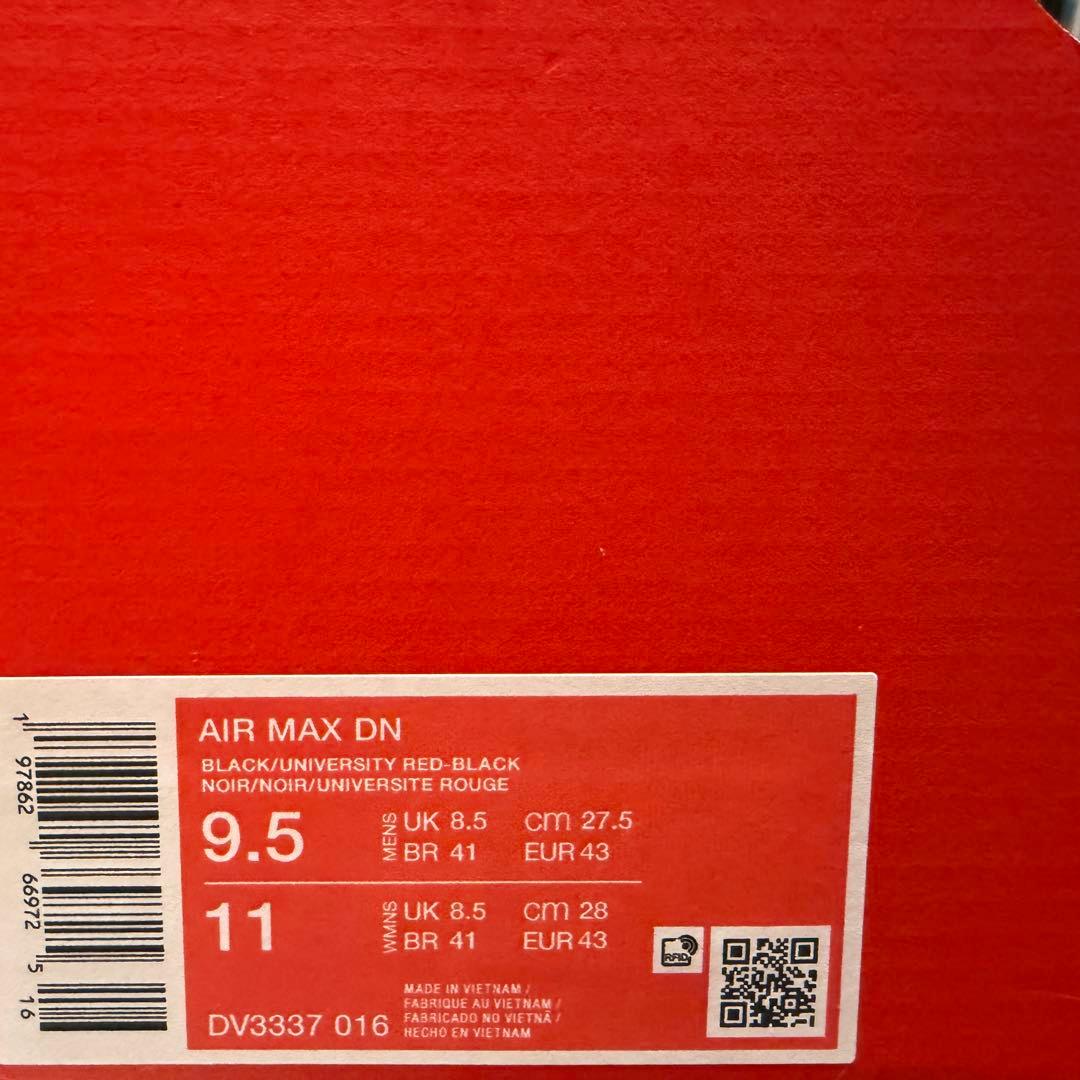 AIR MAX DN
BLACK/UNIVERSITY RED-BLACK
NOIR/NOIR/UNIVERSITE ROUGE
9.5 MENS UK 8.5 cm 27.5
BR 41 EUR 43
11 WMNS UK 8.5 cm 28
BR 41 EUR 43
RFID
MADE IN VIETNAM /
FABRIQUE AU VIETNAM /
FABRICADO NO VIETNÃ /
HECHO EN VIETNAM
DV3337 016
1 97862 66972 5 16